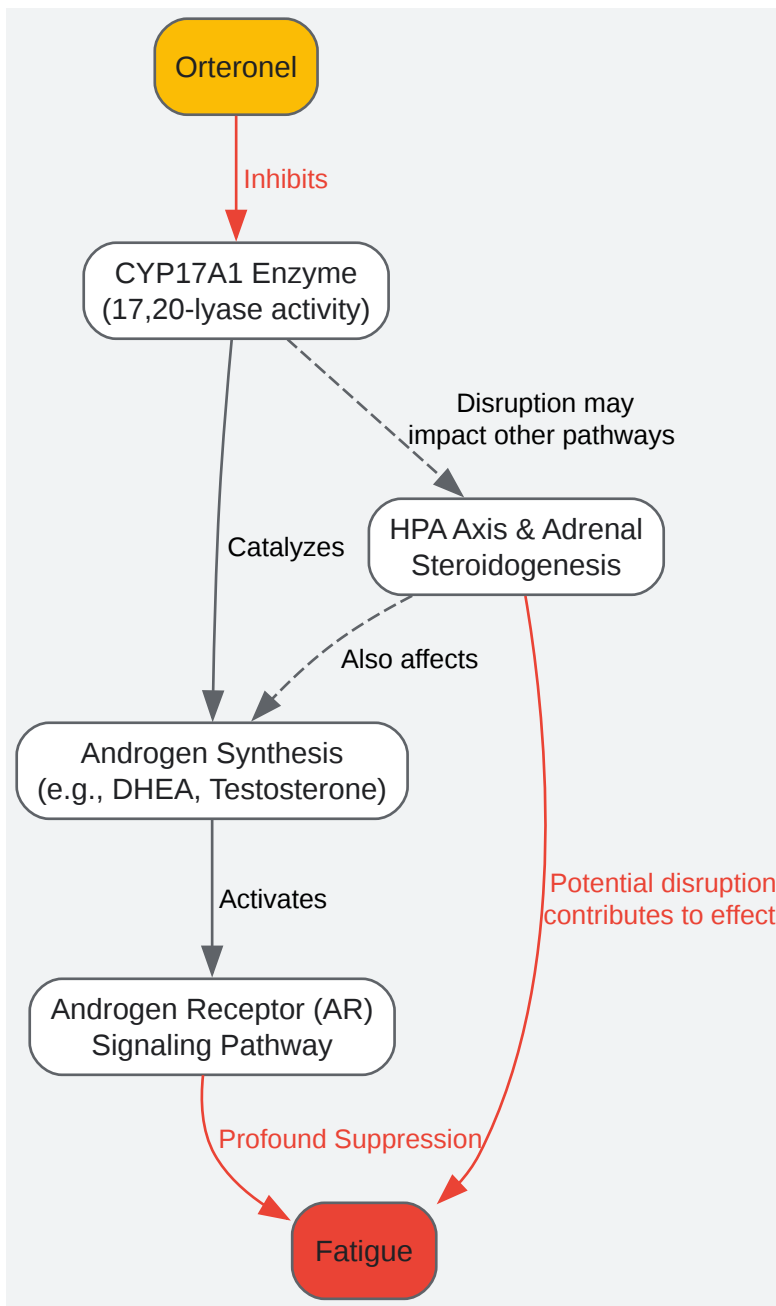 Orteronel
Inhibits
CYP17A1 Enzyme
(17,20-lyase activity)
Disruption may
impact other pathways
HPA Axis & Adrenal
Steroidogenesis
Catalyzes
Also affects
Androgen Synthesis
(e.g., DHEA, Testosterone)
Potential disruption
contributes to effect
Activates
Androgen Receptor (AR)
Signaling Pathway
Profound Suppression
Fatigue